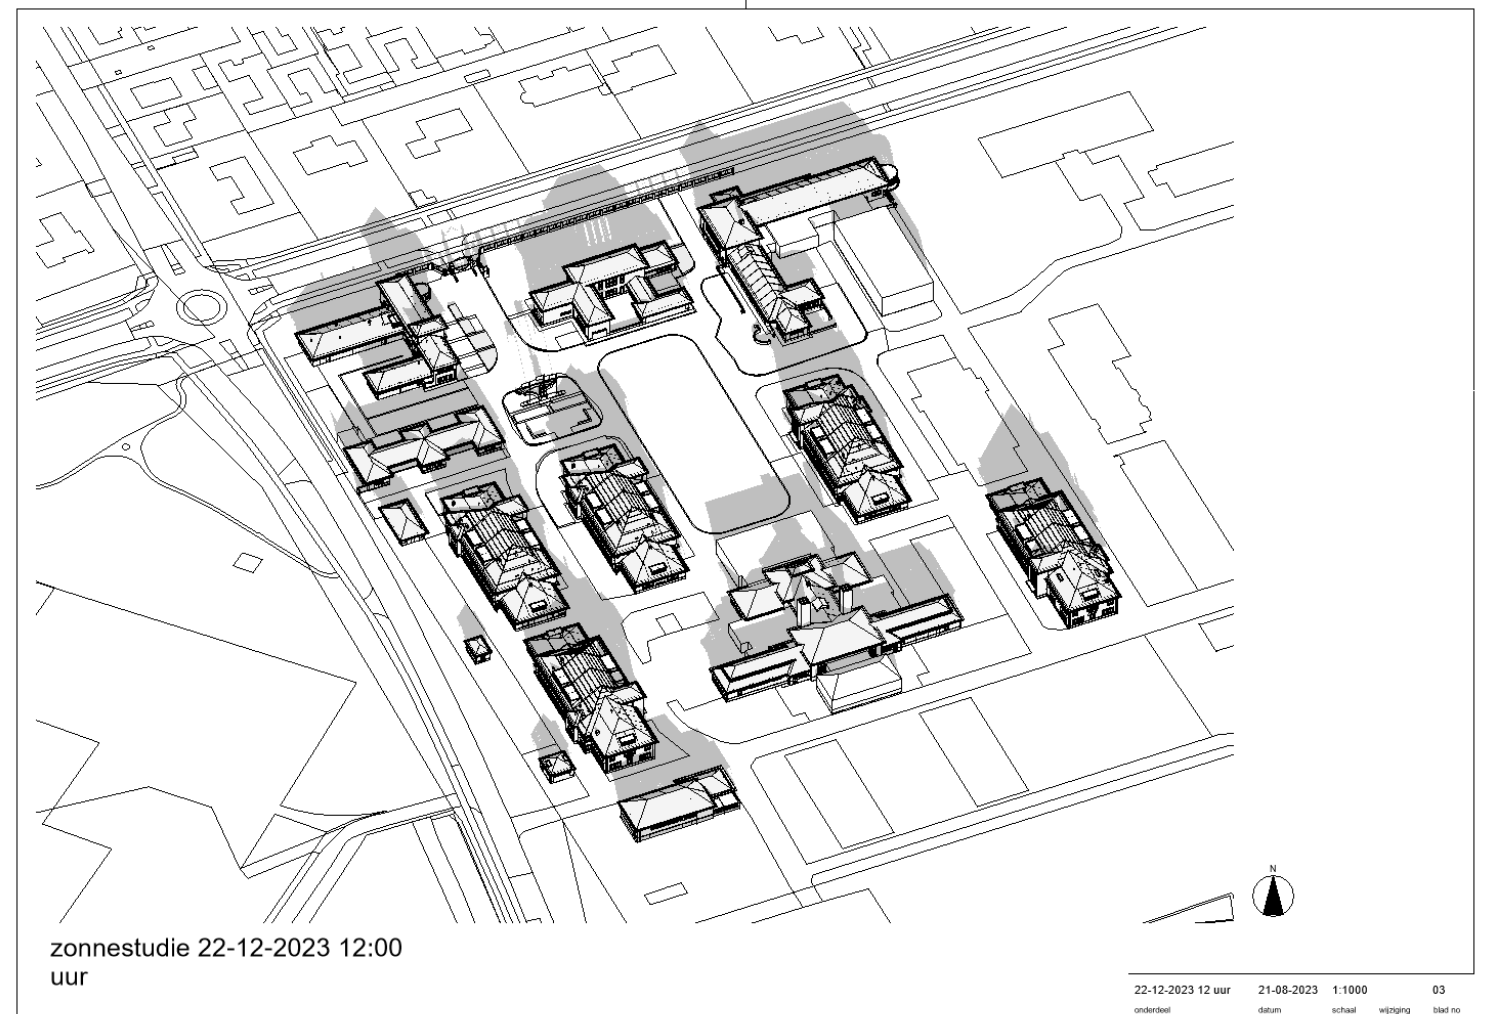 N
zonnestudie 22-12-2023 12:00
uur
22-12-2023 12 uur 21-08-2023 1:1000 03
onderdeel datum schaal wijziging blad no